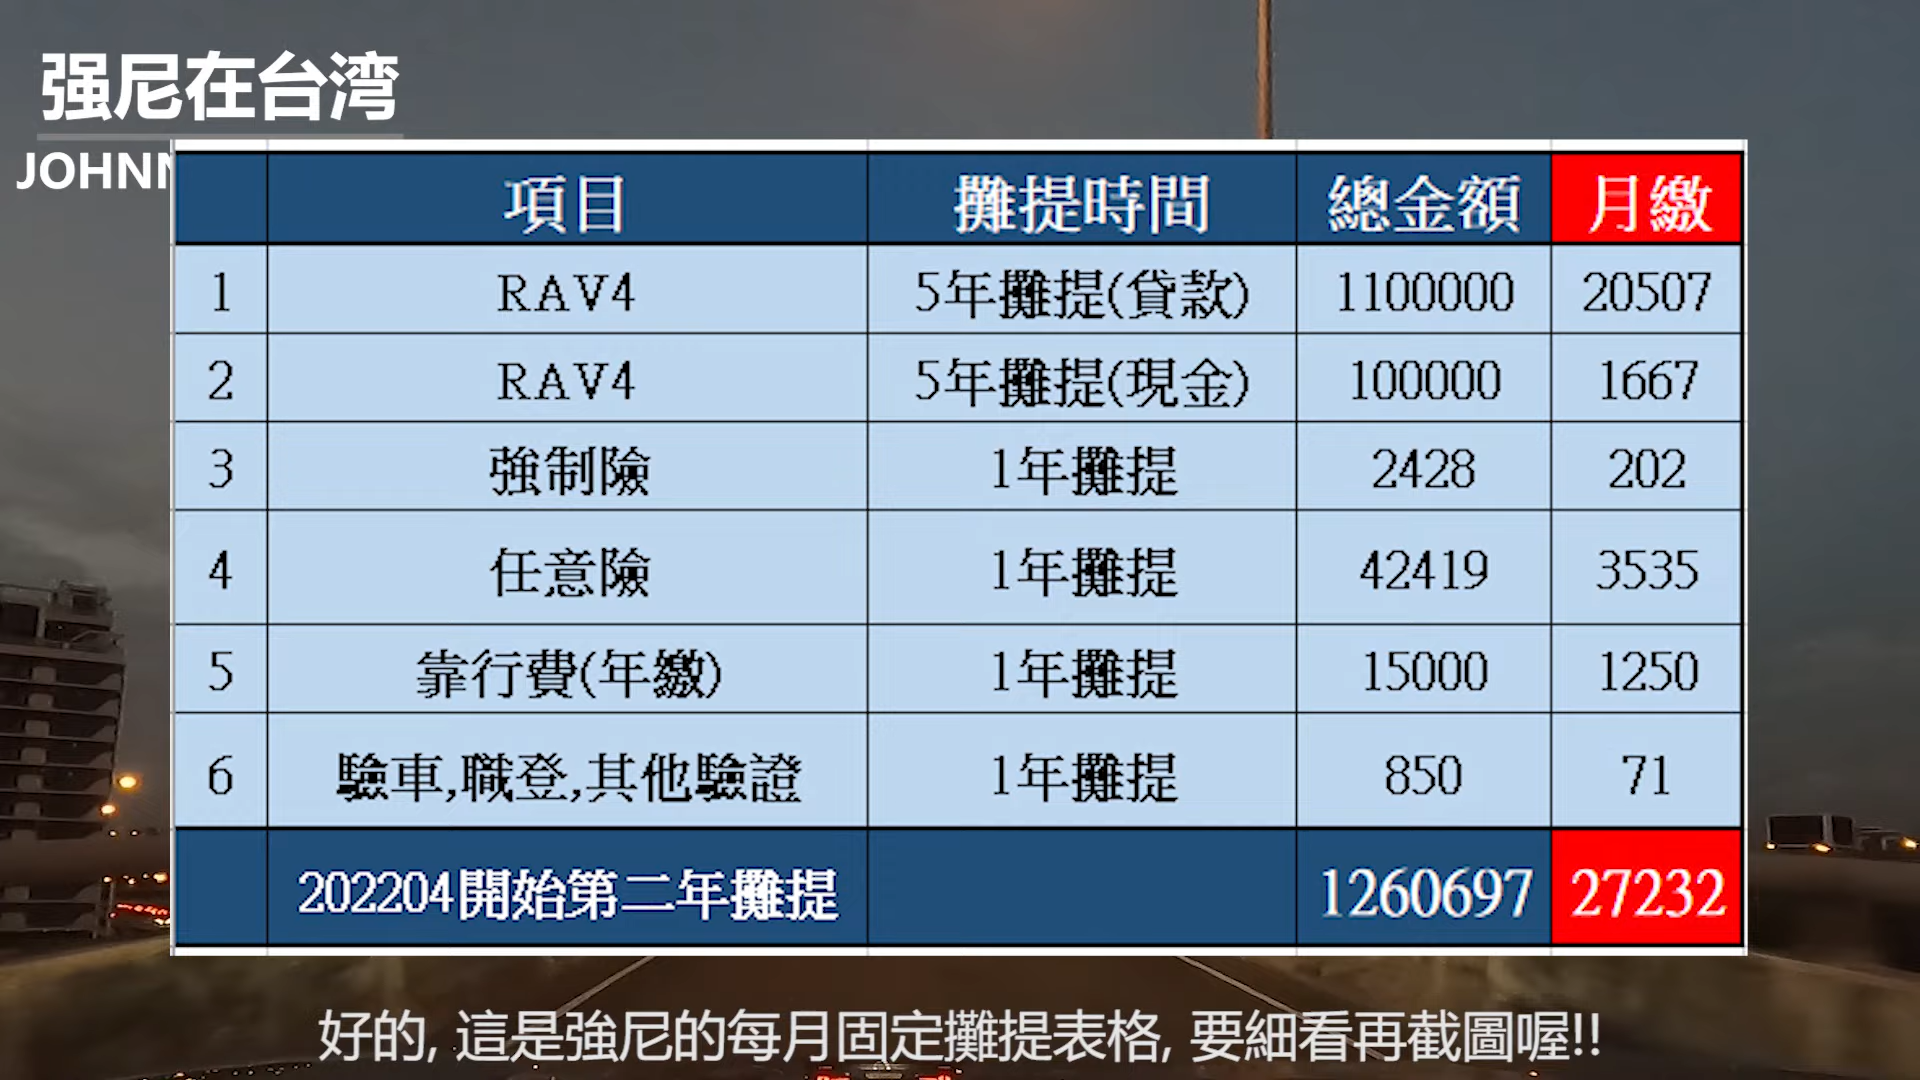 强尼在台湾
JOHNN
項目 攤提時間 總金額 月繳
1 RAV4 5年攤提(貸款) 1100000 20507
2 RAV4 5年攤提(現金) 100000 1667
3 強制險 1年攤提 2428 202
4 任意險 1年攤提 42419 3535
5 靠行費(年繳) 1年攤提 15000 1250
6 驗車,職登,其他驗證 1年攤提 850 71
202204開始第二年攤提 1260697 27232
好的, 這是強尼的每月固定攤提表格, 要細看再截圖喔!!